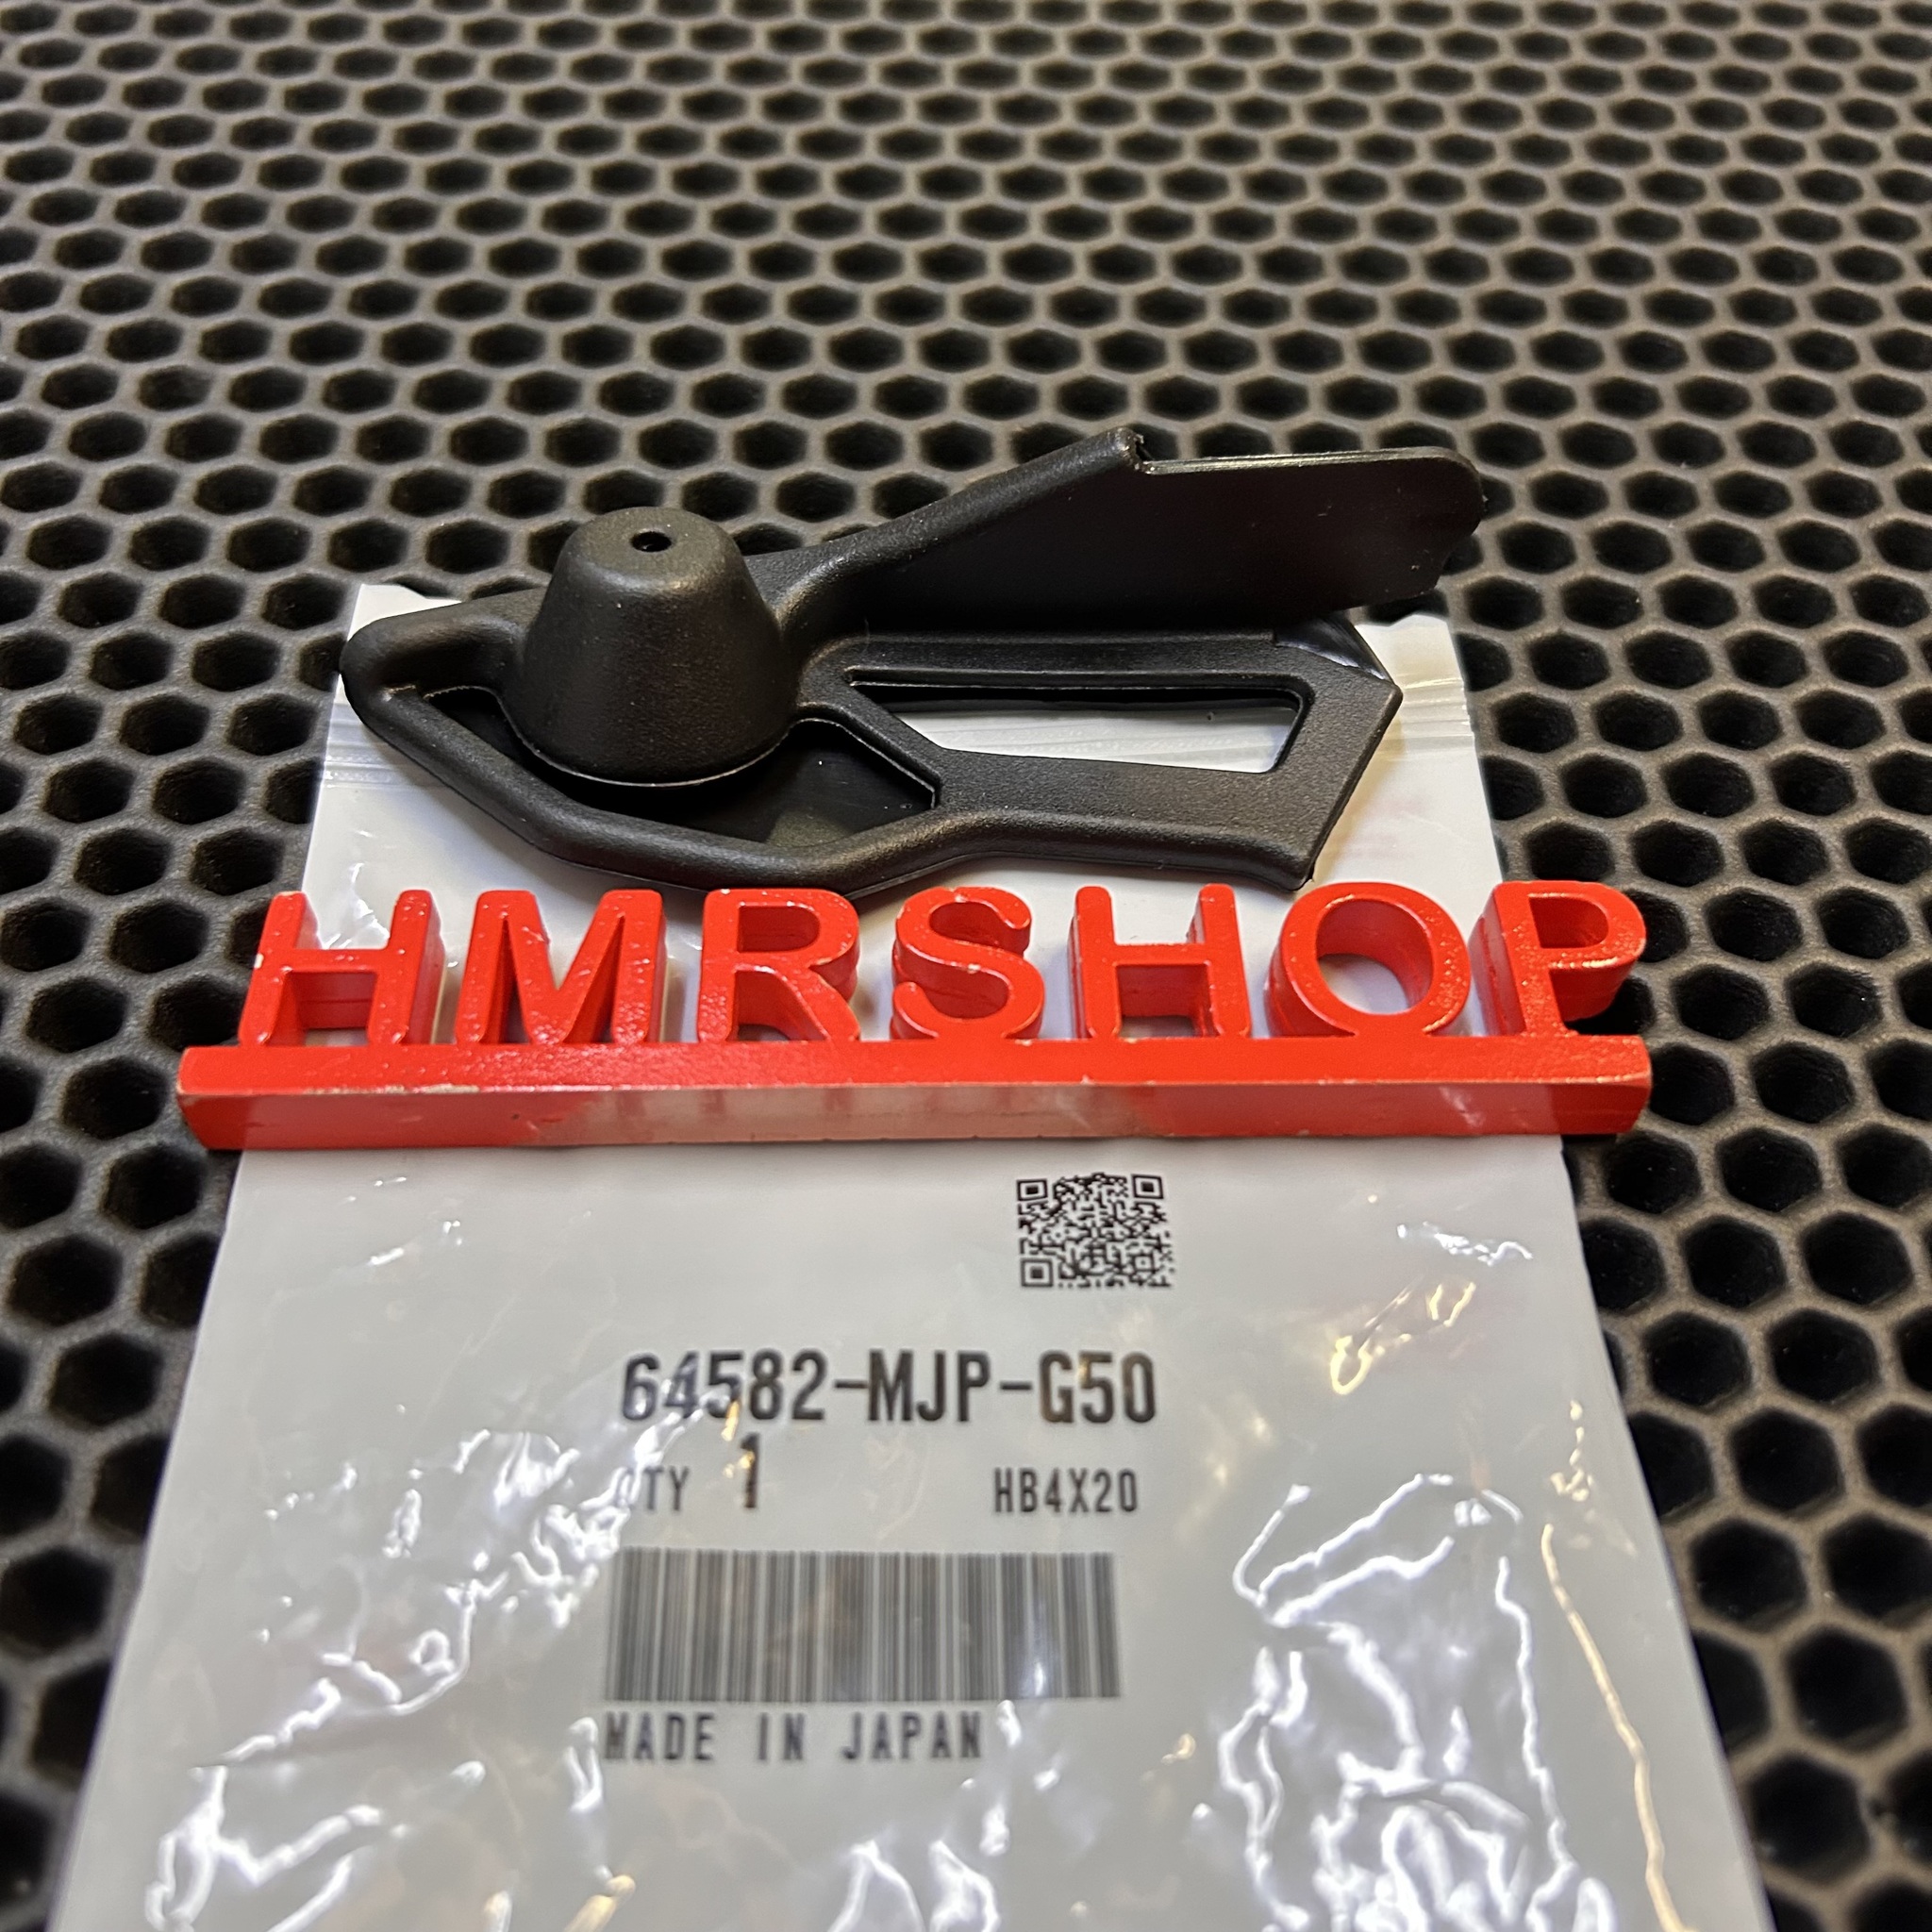 HMRSHOP
64582-MJP-G50
QTY 1 HB4X20
MADE IN JAPAN